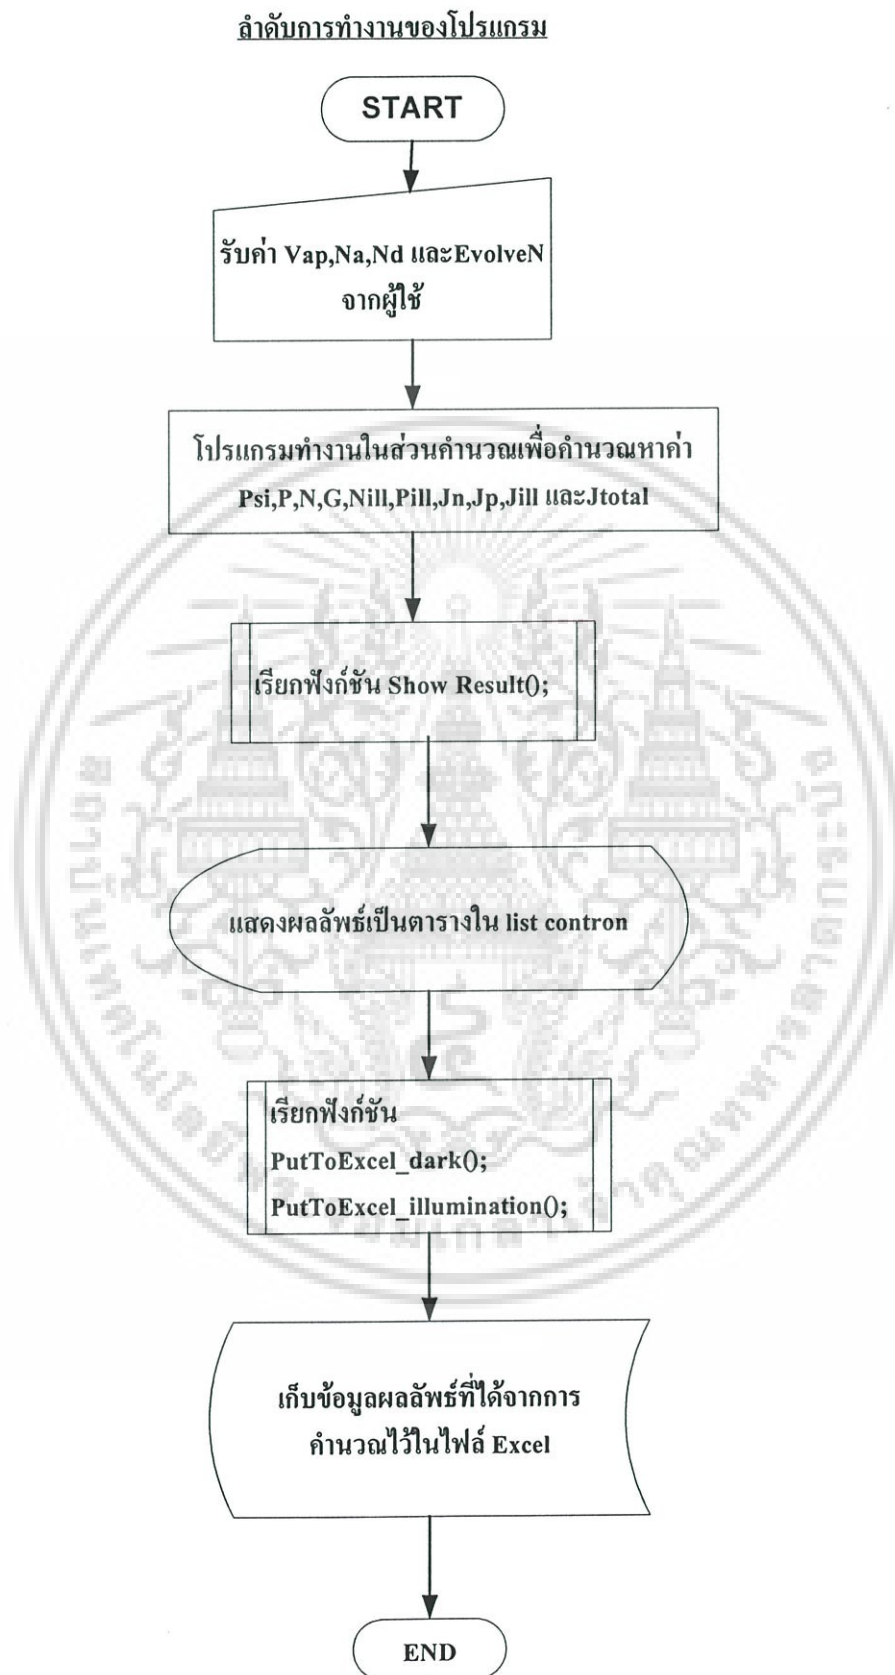 ลำดับการทำงานของโปรแกรม
START
รับค่า Vap,Na,Nd และEvolveN
จากผู้ใช้
โปรแกรมทำงานในส่วนคำนวณเพื่อคำนวณหาค่า
Psi,P,N,G,Nill,Pill,Jn,Jp,Jill และJtotal
เรียกฟังก์ชัน Show Result();
แสดงผลลัพธ์เป็นตารางใน list contron
เรียกฟังก์ชัน
PutToExcel_dark();
PutToExcel_illumination();
เก็บข้อมูลผลลัพธ์ที่ได้จากการ
คำนวณไว้ในไฟล์ Excel
END